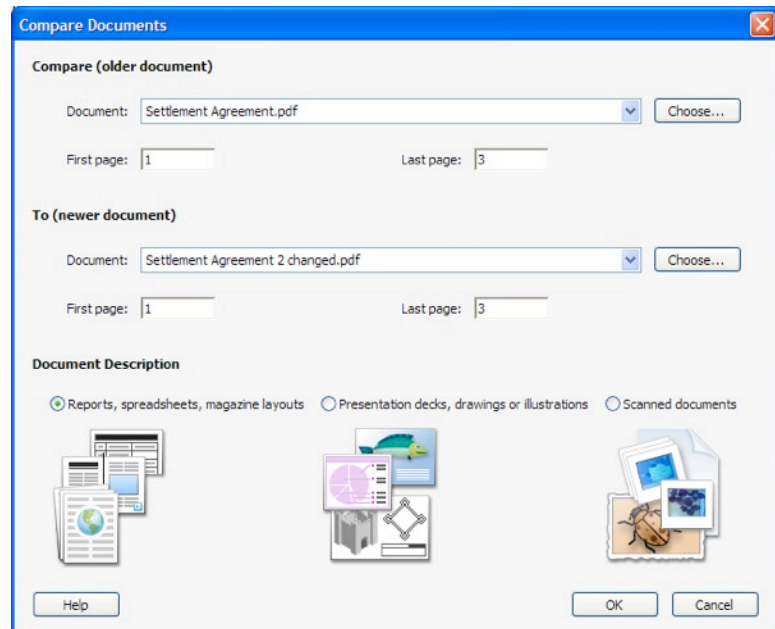 Compare Documents
Compare (older document)
Document: Settlement Agreement.pdf Choose...
First page: 1 Last page: 3
To (newer document)
Document: Settlement Agreement 2 changed.pdf Choose...
First page: 1 Last page: 3
Document Description
Reports, spreadsheets, magazine layouts Presentation decks, drawings or illustrations Scanned documents
Help OK Cancel